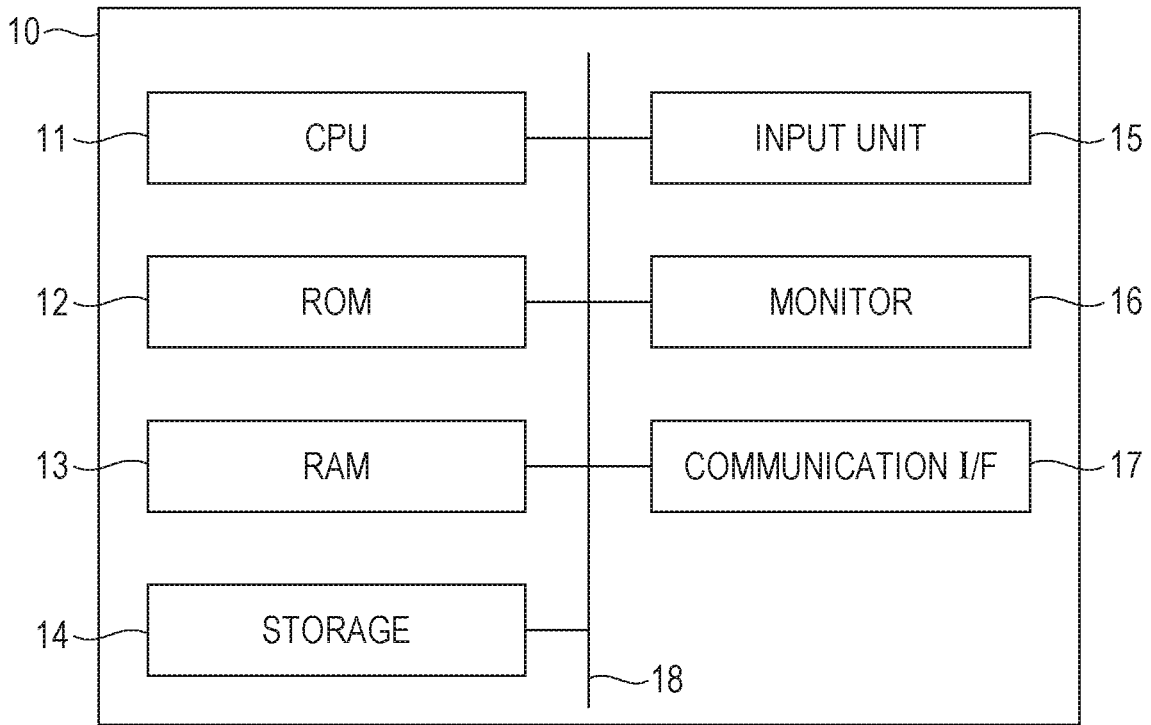 10
11 CPU INPUT UNIT 15
12 ROM MONITOR 16
13 RAM COMMUNICATION I/F 17
14 STORAGE
18